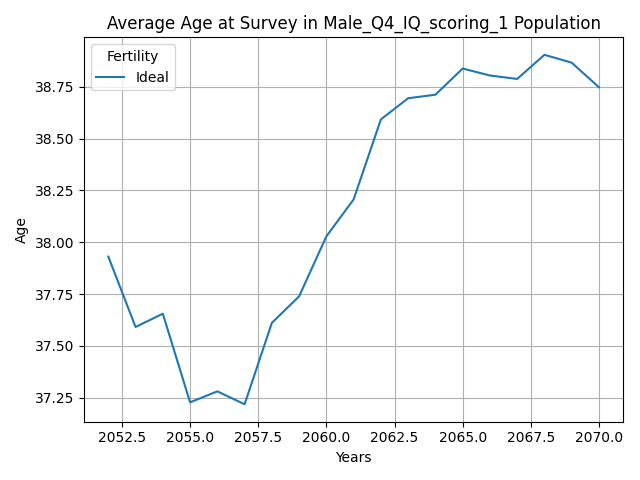 Average Age at Survey in Male_Q4_IQ_scoring_1 Population
Fertility
Ideal
38.75
38.50
38.25
38.00
37.75
37.50
37.25
Age
2052.5 2055.0 2057.5 2060.0 2062.5 2065.0 2067.5 2070.0
Years